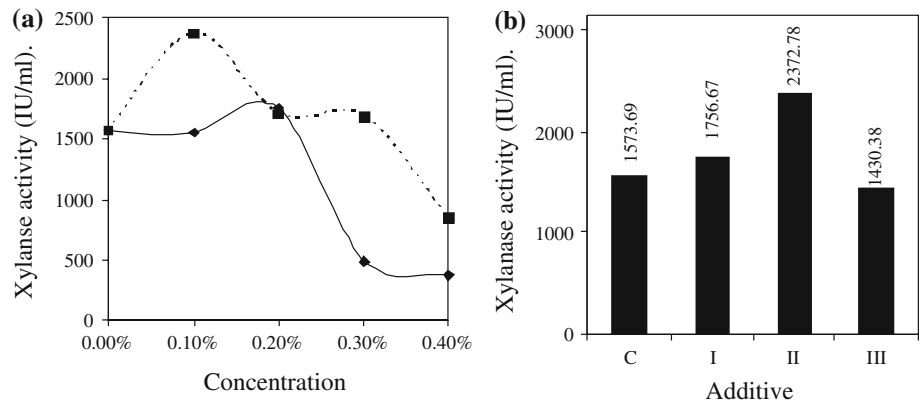 (a)
Xylanse activity (IU/ml).
2500
2000
1500
1000
500
0
0.00% 0.10% 0.20% 0.30% 0.40%
Concentration
(b)
Xylanase activity (IU/ml).
3000
2000
1000
0
1573.69
1756.67
2372.78
1430.38
C I II III
Additive